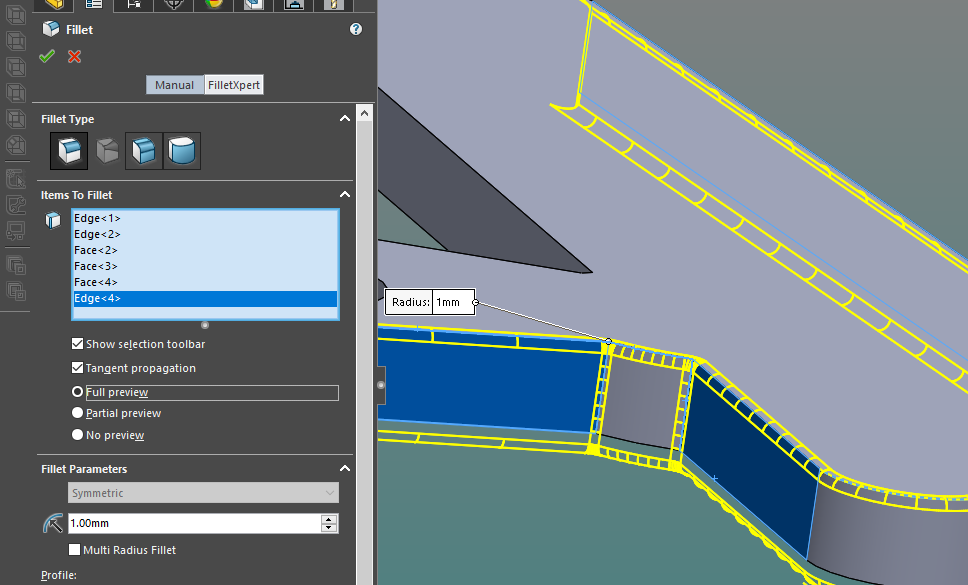 Fillet
Manual
FilletXpert
Fillet Type
Items To Fillet
Edge<1>
Edge<2>
Face<2>
Face<3>
Face<4>
Edge<4>
Show selection toolbar
Tangent propagation
Full preview
Partial preview
No preview
Fillet Parameters
Symmetric
1.00mm
Multi Radius Fillet
Profile:
Radius: 1mm